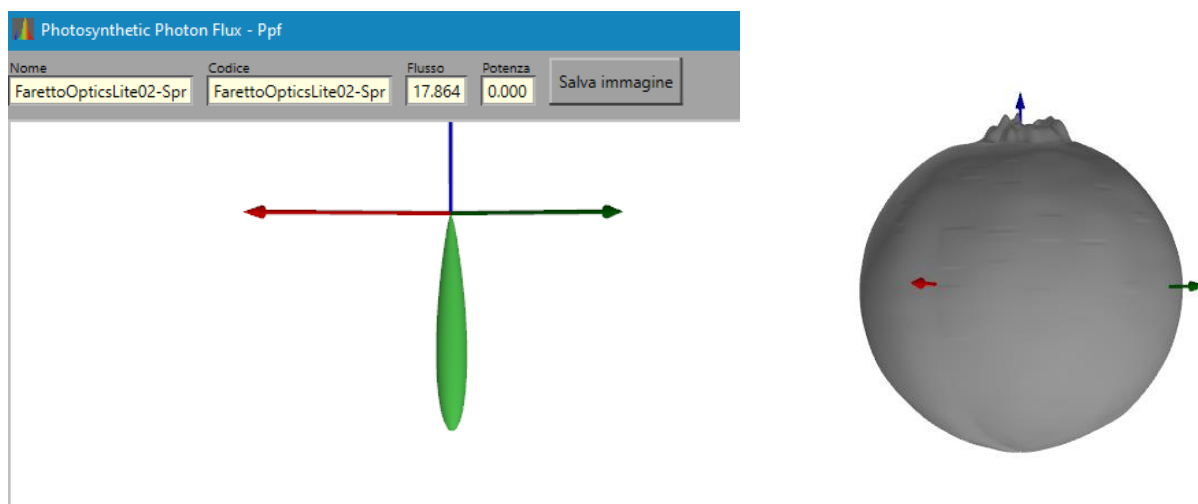 Photosynthetic Photon Flux - Ppf
Nome Codice Flusso Potenza
FarettoOpticsLite02-Spr FarettoOpticsLite02-Spr 17.864 0.000 Salva immagine